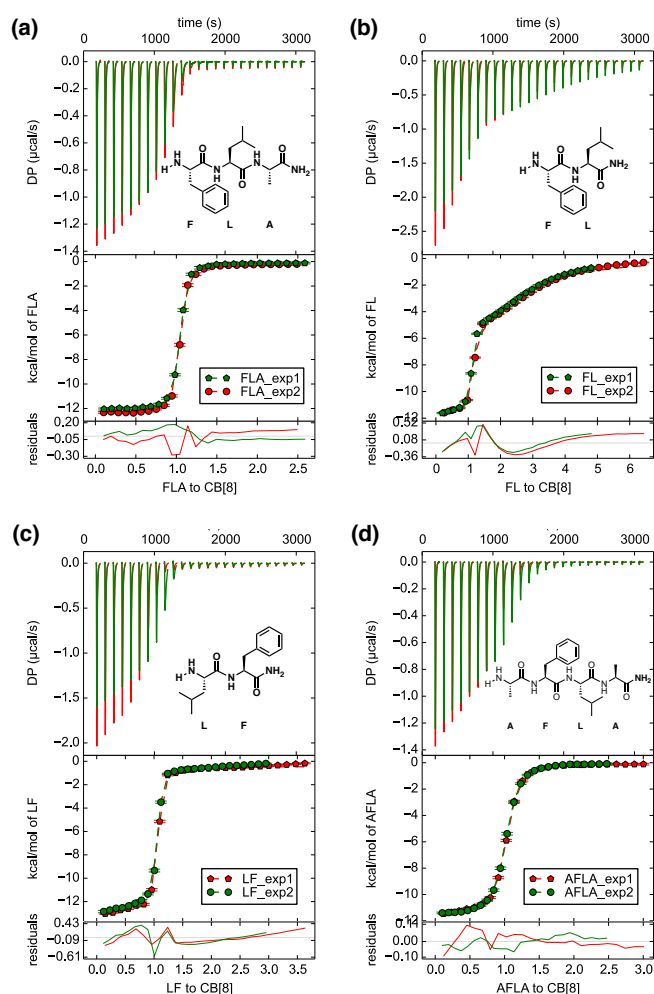 (a)
time (s)
0 1000 2000 3000
DP (µcal/s)
0.0
−0.2
−0.4
−0.6
−0.8
−1.0
−1.2
−1.4
H N O H N O NH₂
H N O
F L A
kcal/mol of FLA
0
−2
−4
−6
−8
−10
−12
FLA_exp1
FLA_exp2
residuals
0.20
−0.05
−0.30
0.0 0.5 1.0 1.5 2.0 2.5
FLA to CB[8]
(b)
time (s)
0 1000 2000 3000
DP (µcal/s)
0.0
−0.5
−1.0
−1.5
−2.0
−2.5
H N O NH₂
H N H O
F L
kcal/mol of FL
0
−2
−4
−6
−8
−10
−12
FL_exp1
FL_exp2
residuals
0.52
0.08
−0.36
0 1 2 3 4 5 6
FL to CB[8]
(c)
0 1000 2000 3000
DP (µcal/s)
0.0
−0.5
−1.0
−1.5
−2.0
H N O NH₂
H N H O
L F
kcal/mol of LF
0
−2
−4
−6
−8
−10
−12
LF_exp1
LF_exp2
residuals
0.43
−0.09
−0.61
0.0 0.5 1.0 1.5 2.0 2.5 3.0 3.5
LF to CB[8]
(d)
0 1000 2000 3000
DP (µcal/s)
0.0
−0.2
−0.4
−0.6
−0.8
−1.0
−1.2
−1.4
H N O H N O NH₂
H N H O N H O
A F L A
kcal/mol of AFLA
0
−2
−4
−6
−8
−10
−12
AFLA_exp1
AFLA_exp2
residuals
0.14
0.00
−0.10
0.0 0.5 1.0 1.5 2.0 2.5 3.0
AFLA to CB[8]